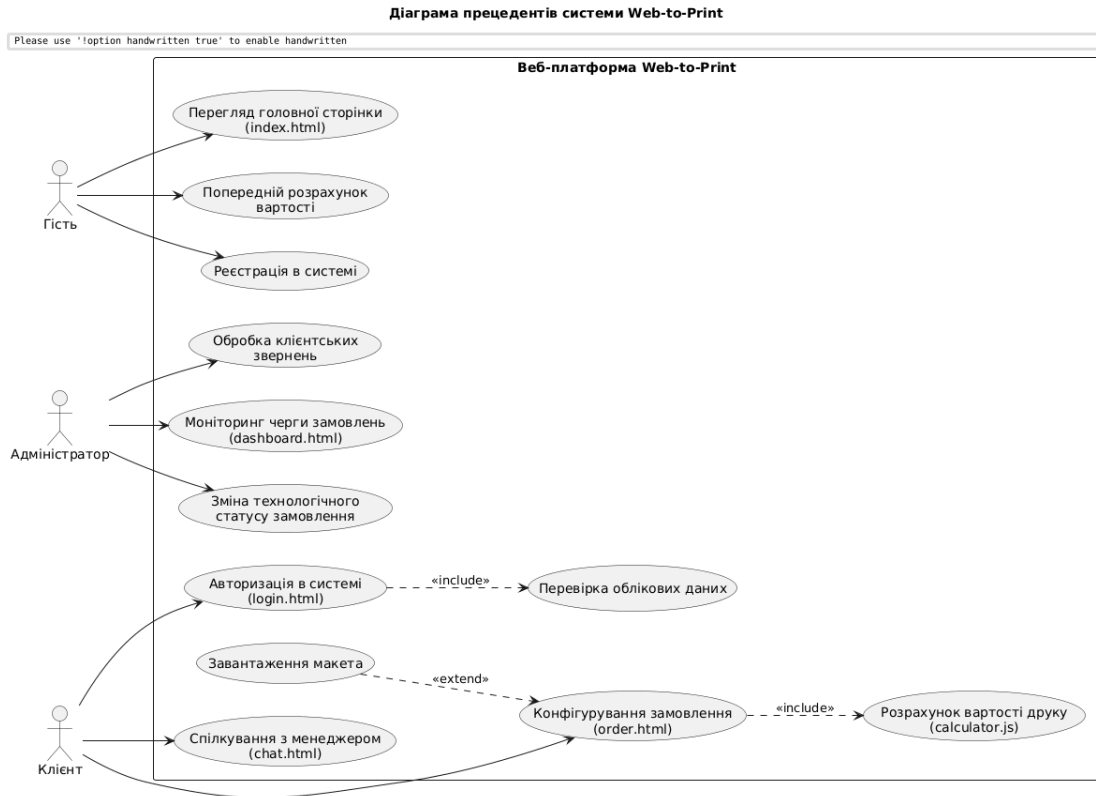 Діаграма прецедентів системи Web-to-Print
Please use '!option handwritten true' to enable handwritten
Веб-платформа Web-to-Print
Перегляд головної сторінки
(index.html)
Попередній розрахунок
вартості
Гість
Реєстрація в системі
Обробка клієнтських
звернень
Моніторинг черги замовлень
(dashboard.html)
Адміністратор
Зміна технологічного
статусу замовлення
Авторизація в системі
(login.html)
«include»
Перевірка облікових даних
Завантаження макета
«extend»
Конфігурування замовлення
(order.html)
«include»
Розрахунок вартості друку
(calculator.js)
Спілкування з менеджером
(chat.html)
Клієнт